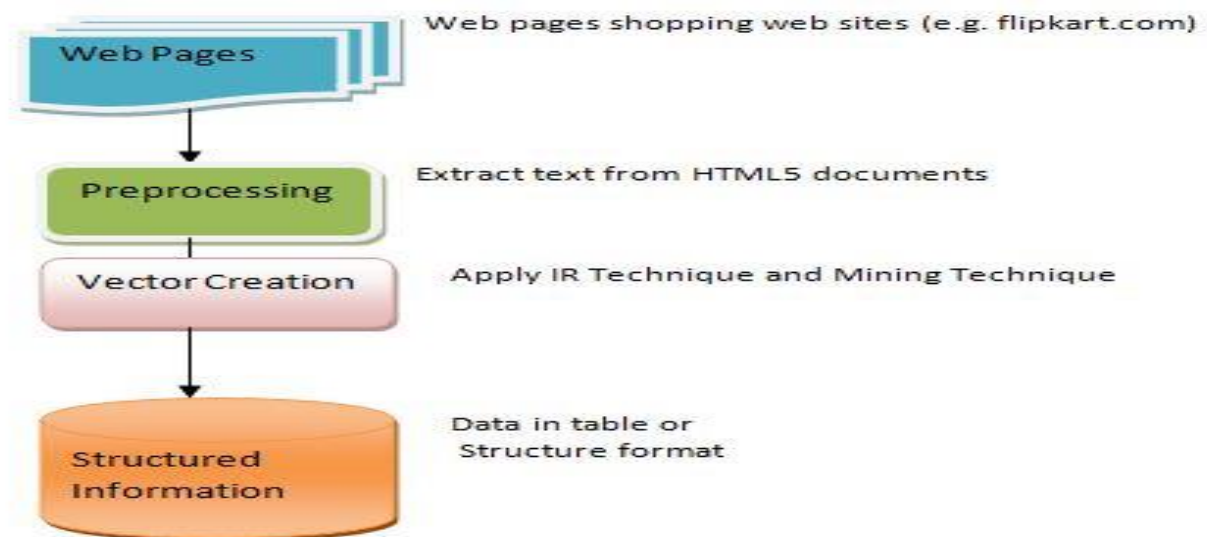 Web Pages
Web pages shopping web sites (e.g. flipkart.com)
Preprocessing
Extract text from HTML5 documents
Vector Creation
Apply IR Technique and Mining Technique
Structured
Information
Data in table or
Structure format